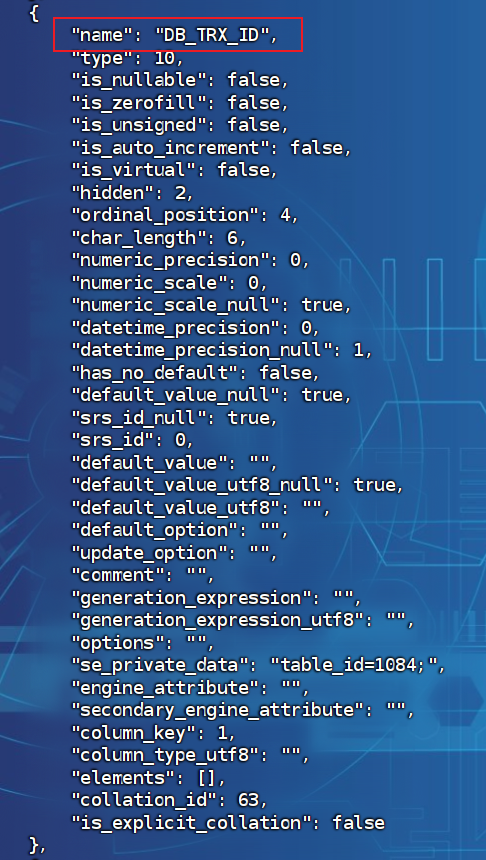 {
"name": "DB_TRX_ID",
"type": 10,
"is_nullable": false,
"is_zerofill": false,
"is_unsigned": false,
"is_auto_increment": false,
"is_virtual": false,
"hidden": 2,
"ordinal_position": 4,
"char_length": 6,
"numeric_precision": 0,
"numeric_scale": 0,
"numeric_scale_null": true,
"datetime_precision": 0,
"datetime_precision_null": 1,
"has_no_default": false,
"default_value_null": true,
"srs_id_null": true,
"srs_id": 0,
"default_value": "",
"default_value_utf8_null": true,
"default_value_utf8": "",
"default_option": "",
"update_option": "",
"comment": "",
"generation_expression": "",
"generation_expression_utf8": "",
"options": "",
"se_private_data": "table_id=1084;",
"engine_attribute": "",
"secondary_engine_attribute": "",
"column_key": 1,
"column_type_utf8": "",
"elements": [],
"collation_id": 63,
"is_explicit_collation": false
},